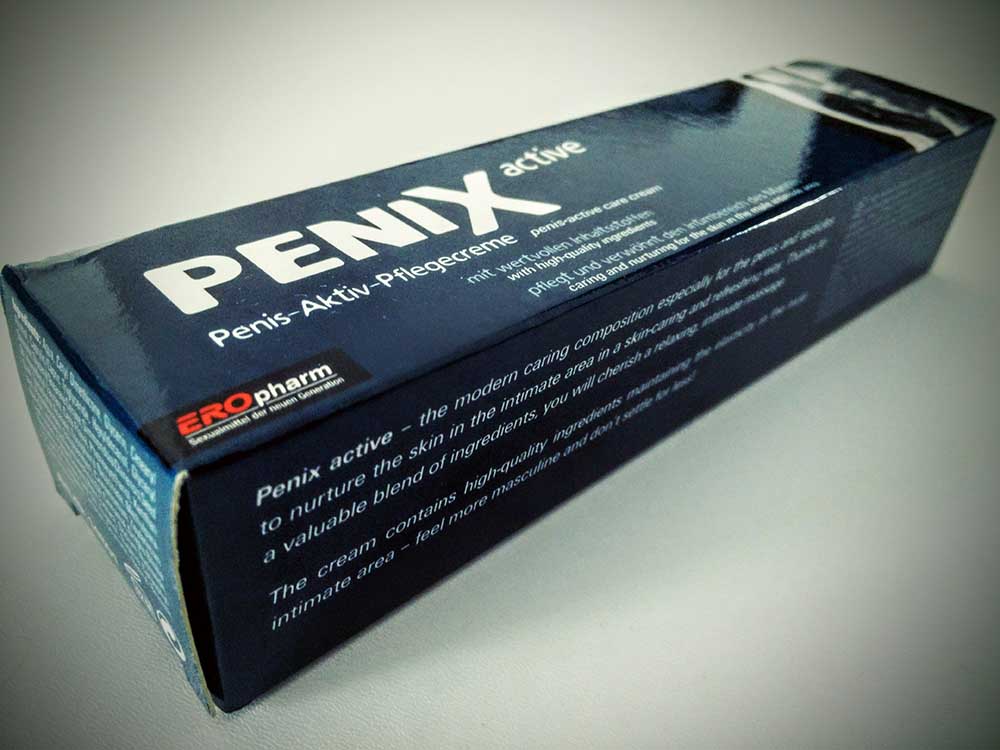 PENIX active
Penis-Aktiv-Pflegecreme penis-active care cream
mit wertvollen Inhaltsstoffen
with high-quality ingredients
pflegt und verwöhnt den Intimbereich des Mannes
caring and nurturing for the skin in the male intimate area
EROpharm
Sexualmittel der neuen Generation
Penix active – the modern caring composition especially for the penis and testicles
to nurture the skin in the intimate area in a skin-caring and refreshing way. Thanks to
a valuable blend of ingredients, you will cherish a relaxing, intimate massage.
The cream contains high-quality ingredients maintaining the elasticity in the
intimate area – feel more masculine and don't settle for less!